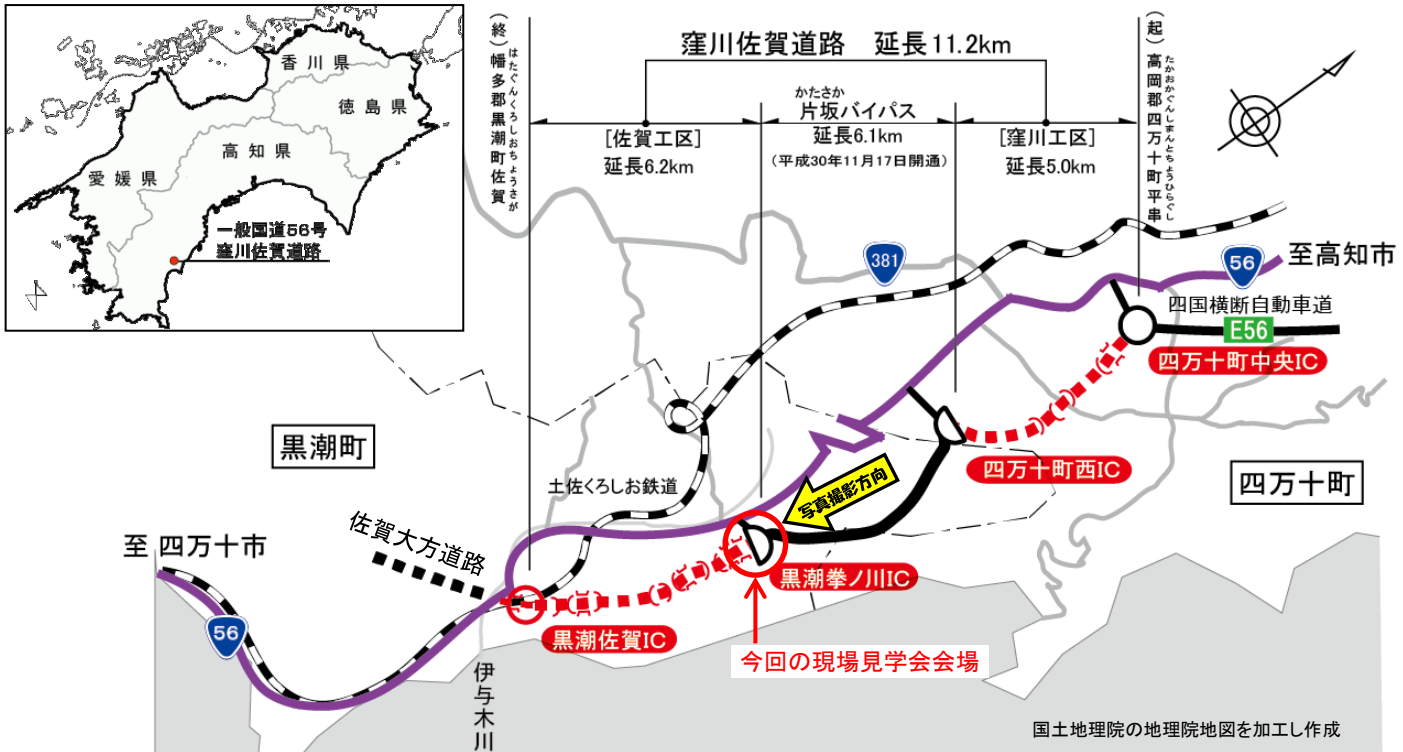 香川県
徳島県
高知県
愛媛県
一般国道56号
窪川佐賀道路
窪川佐賀道路 延長11.2km
(終)幡多郡黒潮町佐賀
はたぐんくろしおちょうさが
(起)高岡郡四万十町平串
たかおかぐんしまんとちょうひらぐし
[佐賀工区]
延長6.2km
かたさか
片坂バイパス
延長6.1km
(平成30年11月17日開通)
[窪川工区]
延長5.0km
381
56
至高知市
四国横断自動車道
E56
四万十町中央IC
黒潮町
四万十町西IC
四万十町
土佐くろしお鉄道
写真撮影方向
佐賀大方道路
至 四万十市
黒潮拳ノ川IC
56
黒潮佐賀IC
今回の現場見学会会場
伊与木川
国土地理院の地理院地図を加工し作成